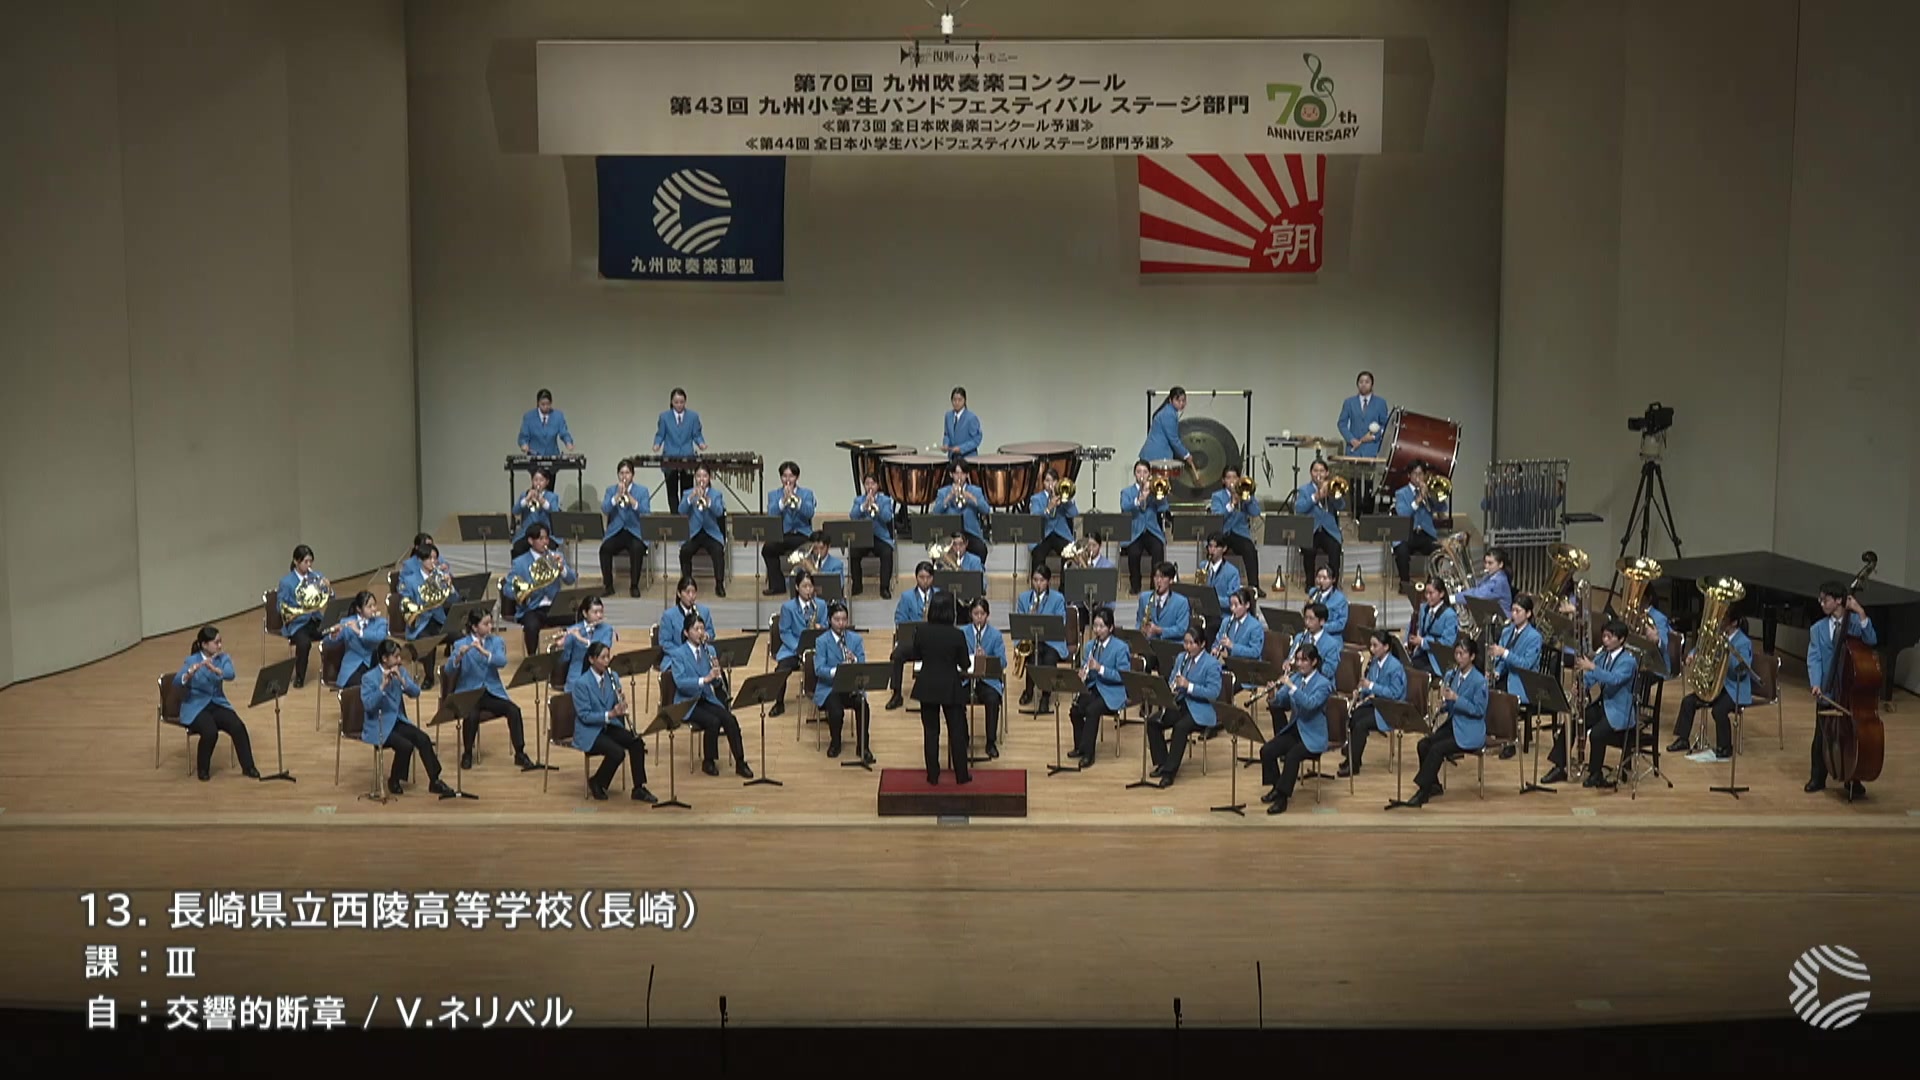 復興のハーモニー
第70回 九州吹奏楽コンクール
第43回 九州小学生バンドフェスティバル ステージ部門
≪第73回 全日本吹奏楽コンクール予選≫
≪第44回 全日本小学生バンドフェスティバル ステージ部門予選≫
70th
ANNIVERSARY
九州吹奏楽連盟
朝
13. 長崎県立西陵高等学校(長崎)
課 : Ⅲ
自 : 交響的断章 / V.ネリベル